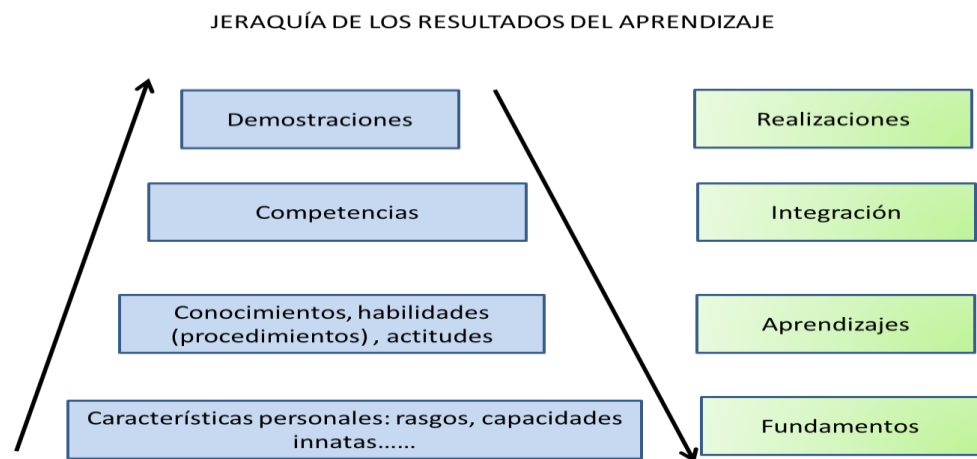 JERAQUÍA DE LOS RESULTADOS DEL APRENDIZAJE
Demostraciones
Realizaciones
Competencias
Integración
Conocimientos, habilidades
(procedimientos) , actitudes
Aprendizajes
Características personales: rasgos, capacidades
innatas......
Fundamentos